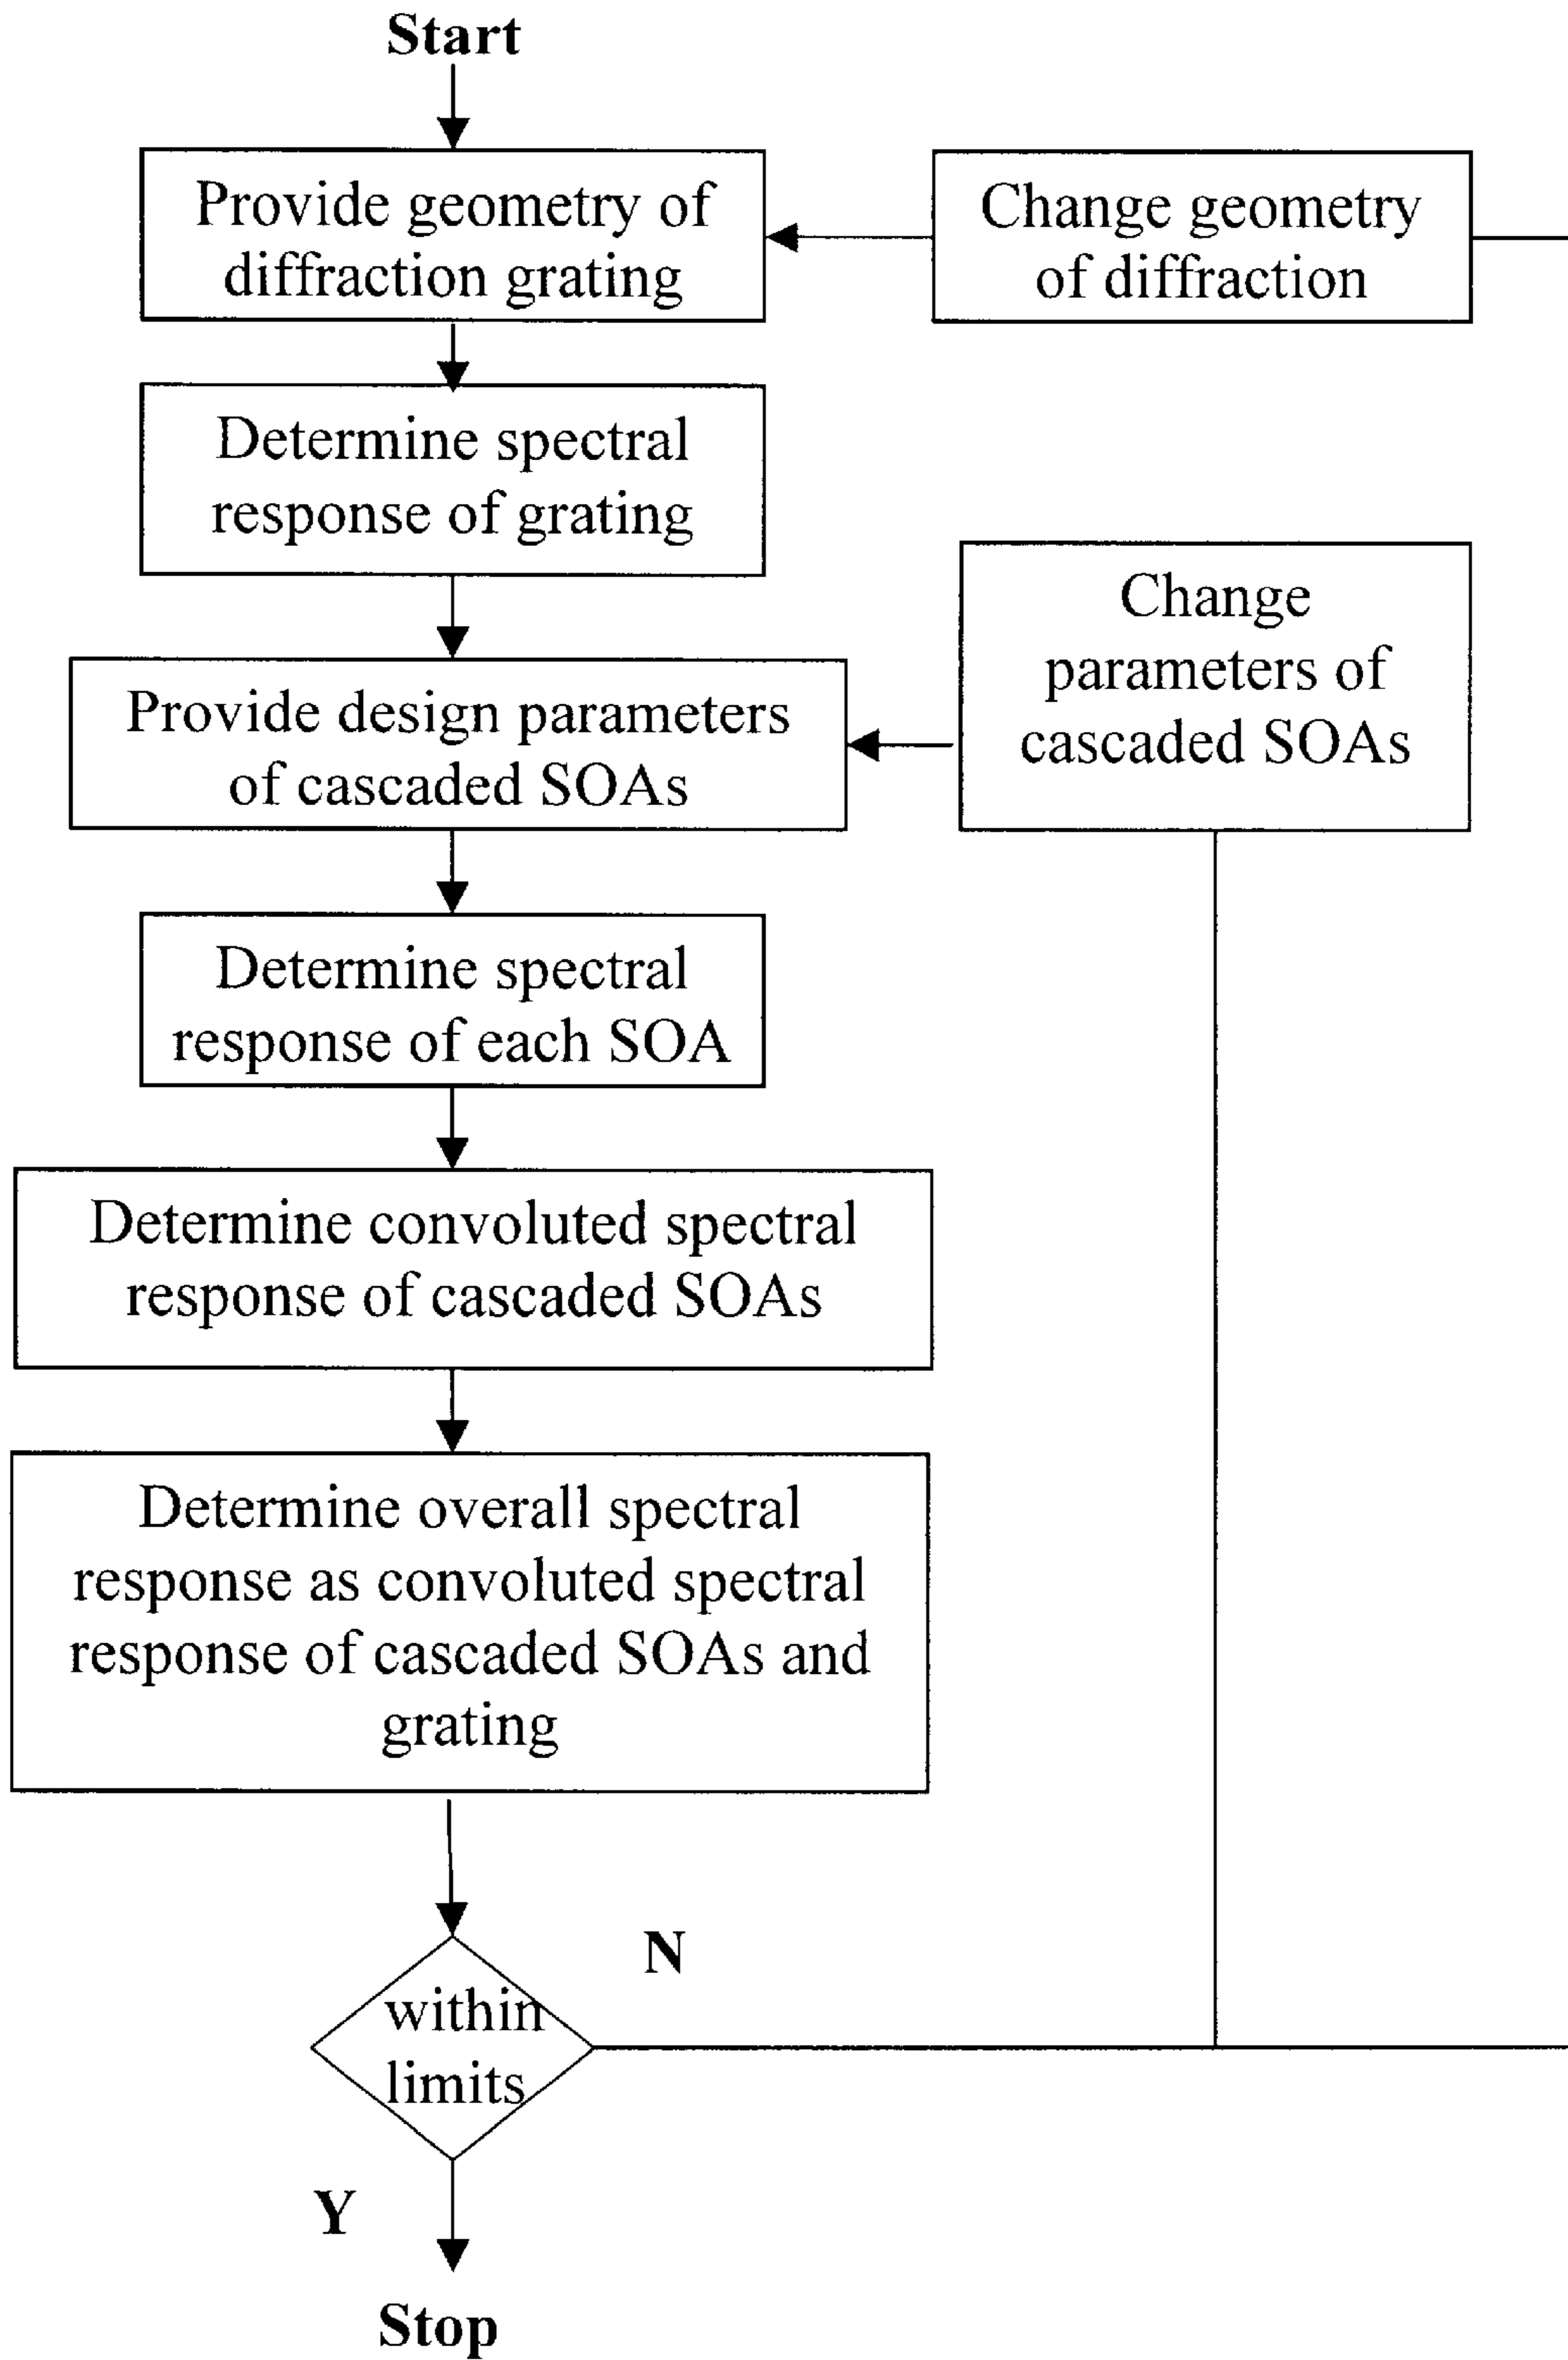 Start
Provide geometry of
diffraction grating
Change geometry
of diffraction
Determine spectral
response of grating
Change
parameters of
cascaded SOAs
Provide design parameters
of cascaded SOAs
Determine spectral
response of each SOA
Determine convoluted spectral
response of cascaded SOAs
Determine overall spectral
response as convoluted spectral
response of cascaded SOAs and
grating
N
within
limits
Y
Stop